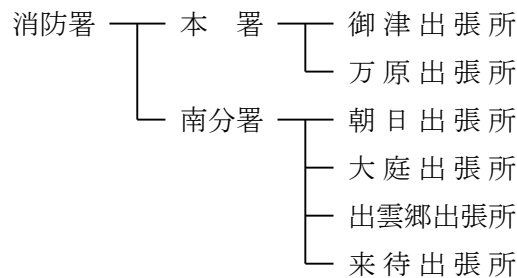 消防署 本 署 御津出張所
万原出張所
南分署 朝日出張所
大庭出張所
出雲郷出張所
来待出張所